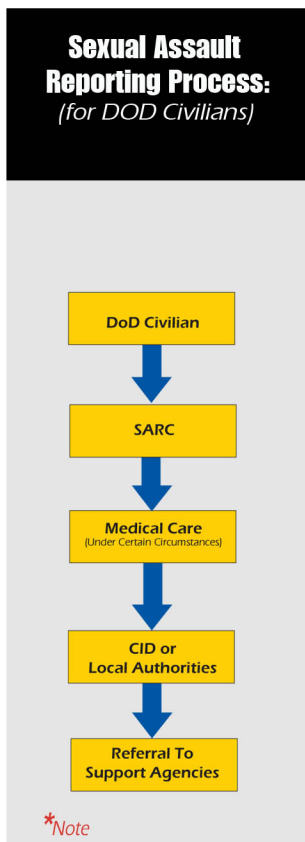 Sexual Assault
Reporting Process:
(for DOD Civilians)
DoD Civilian
SARC
Medical Care
(Under Certain Circumstances)
CID or
Local Authorities
Referral To
Support Agencies
*Note